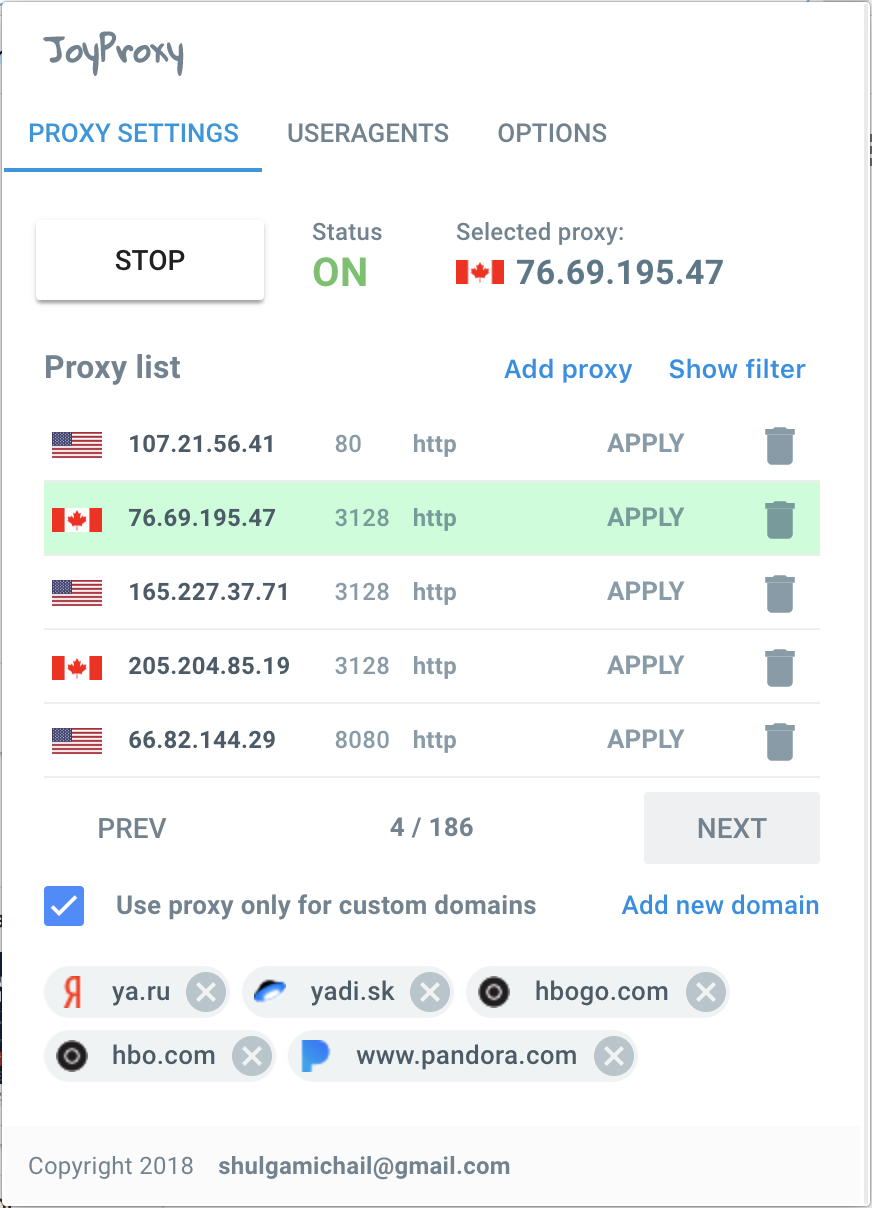 JoyProxy
PROXY SETTINGS USERAGENTS OPTIONS
Status Selected proxy:
STOP ON 76.69.195.47
Proxy list Add proxy Show filter
107.21.56.41 80 http APPLY
76.69.195.47 3128 http APPLY
165.227.37.71 3128 http APPLY
205.204.85.19 3128 http APPLY
66.82.144.29 8080 http APPLY
PREV 4 / 186 NEXT
Use proxy only for custom domains Add new domain
Я ya.ru yadi.sk hbogo.com
hbo.com www.pandora.com
Copyright 2018 shulgamichail@gmail.com